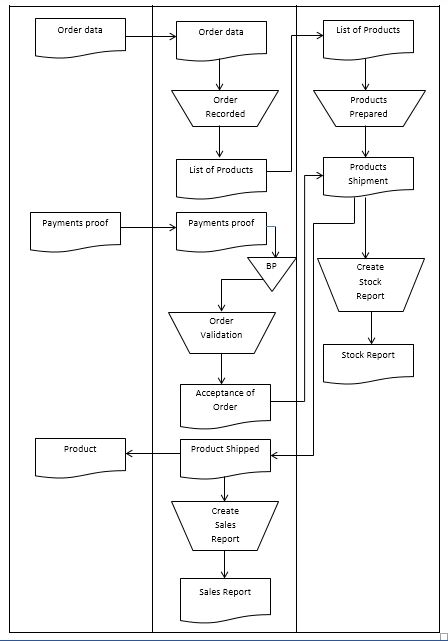 Order data
Order data
List of Products
Order
Recorded
Products
Prepared
List of Products
Products
Shipment
Payments proof
Payments proof
BP
Create
Stock
Report
Order
Validation
Stock Report
Acceptance of
Order
Product
Product Shipped
Create
Sales
Report
Sales Report